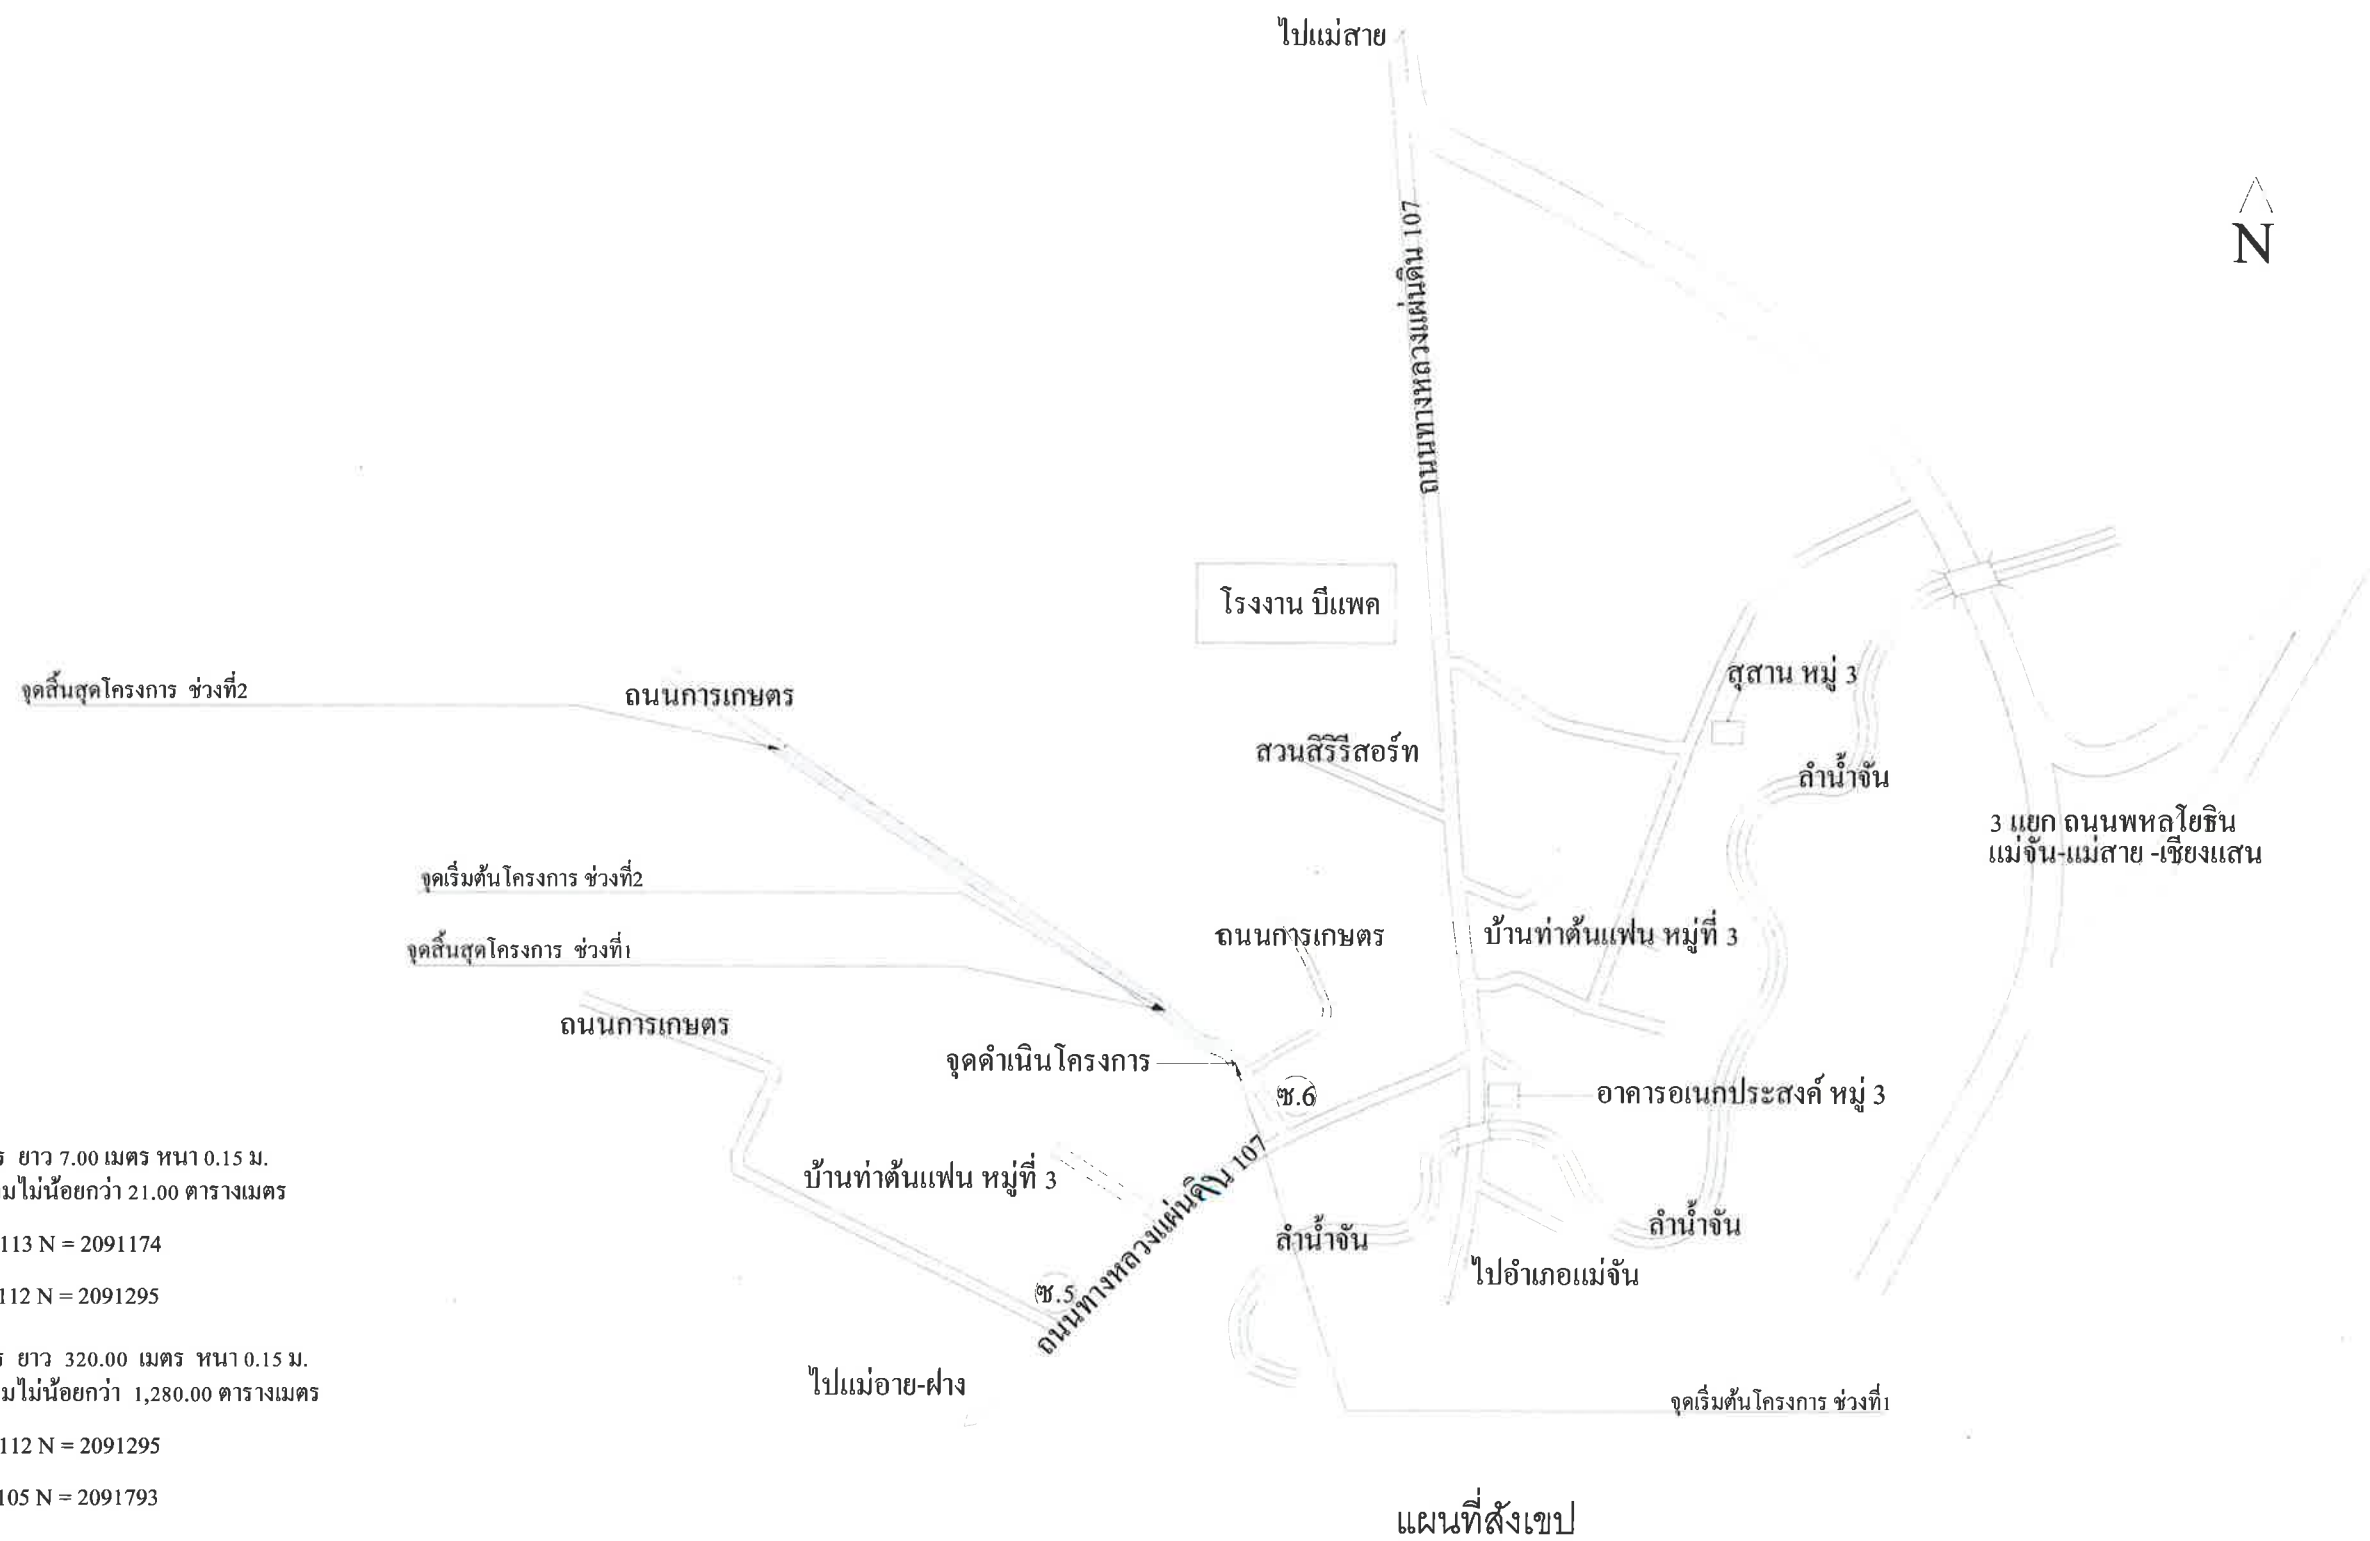 ไปแม่สาย
N
ถนนทางหลวงแผ่นดิน 107
โรงงาน บีแพค
จุดสิ้นสุดโครงการ ช่วงที่2
ถนนการเกษตร
สุสาน หมู่ 3
สวนสิริรีสอร์ท
ลำน้ำจัน
3 แยก ถนนพหลโยธิน
แม่จัน-แม่สาย -เชียงแสน
จุดเริ่มต้นโครงการ ช่วงที่2
จุดสิ้นสุดโครงการ ช่วงที่1
ถนนการเกษตร
บ้านท่าต้นแฟน หมู่ที่ 3
ถนนการเกษตร
จุดดำเนินโครงการ
ซ.6
อาคารอเนกประสงค์ หมู่ 3
ร ยาว 7.00 เมตร หนา 0.15 ม.
มไม่น้อยกว่า 21.00 ตารางเมตร
บ้านท่าต้นแฟน หมู่ที่ 3
ถนนทางหลวงแผ่นดิน 107
ลำน้ำจัน
ลำน้ำจัน
113 N = 2091174
ไปอำเภอแม่จัน
112 N = 2091295
ซ.5
ร ยาว 320.00 เมตร หนา 0.15 ม.
มไม่น้อยกว่า 1,280.00 ตารางเมตร
ไปแม่อาย-ฝาง
จุดเริ่มต้นโครงการ ช่วงที่1
112 N = 2091295
105 N = 2091793
แผนที่สังเขป